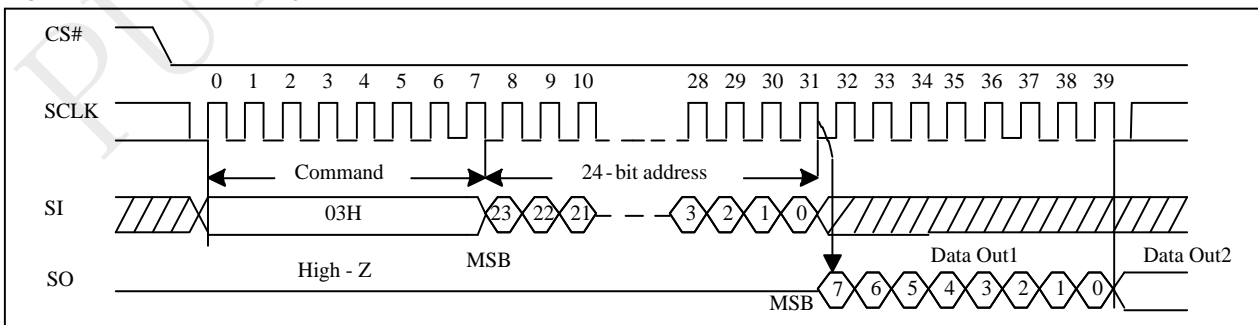 CS#
0 1 2 3 4 5 6 7 8 9 10 28 29 30 31 32 33 34 35 36 37 38 39
SCLK
Command 24-bit address
SI 03H 23 22 21 3 2 1 0
High - Z MSB Data Out1 Data Out2
SO MSB 7 6 5 4 3 2 1 0